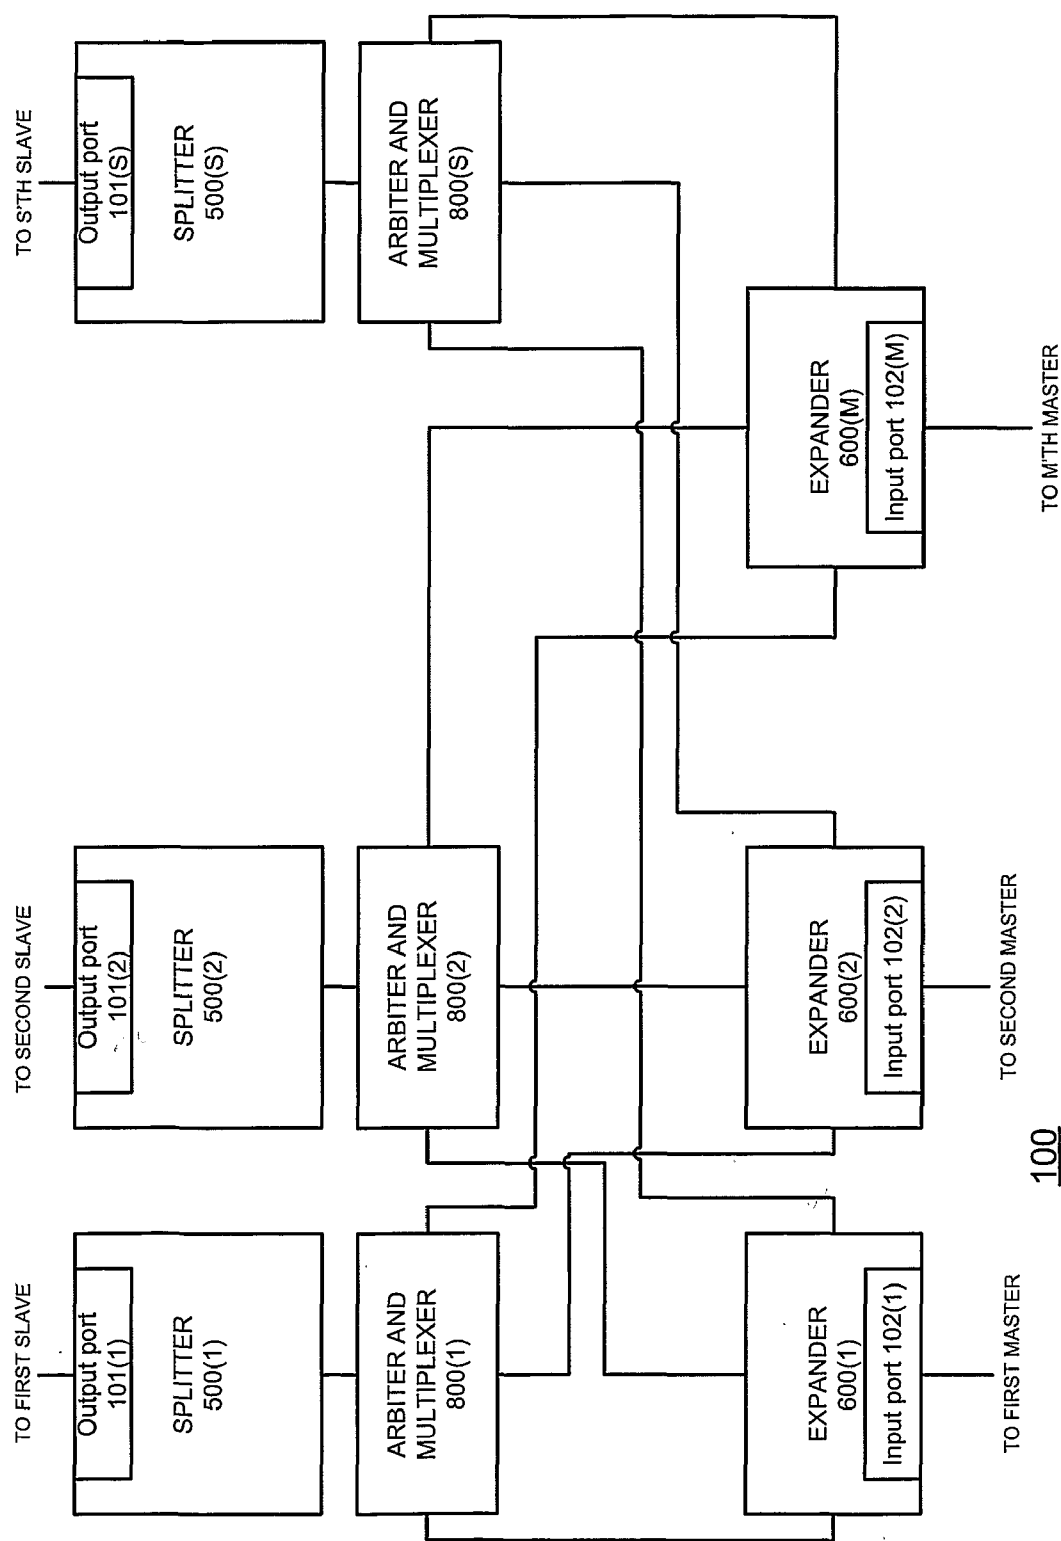 TO FIRST SLAVE
TO SECOND SLAVE
TO S'TH SLAVE
Output port
101(1)
SPLITTER
500(1)
Output port
101(2)
SPLITTER
500(2)
Output port
101(S)
SPLITTER
500(S)
ARBITER AND
MULTIPLEXER
800(1)
ARBITER AND
MULTIPLEXER
800(2)
ARBITER AND
MULTIPLEXER
800(S)
EXPANDER
600(1)
Input port 102(1)
EXPANDER
600(2)
Input port 102(2)
EXPANDER
600(M)
Input port 102(M)
TO FIRST MASTER
TO SECOND MASTER
TO M'TH MASTER
100